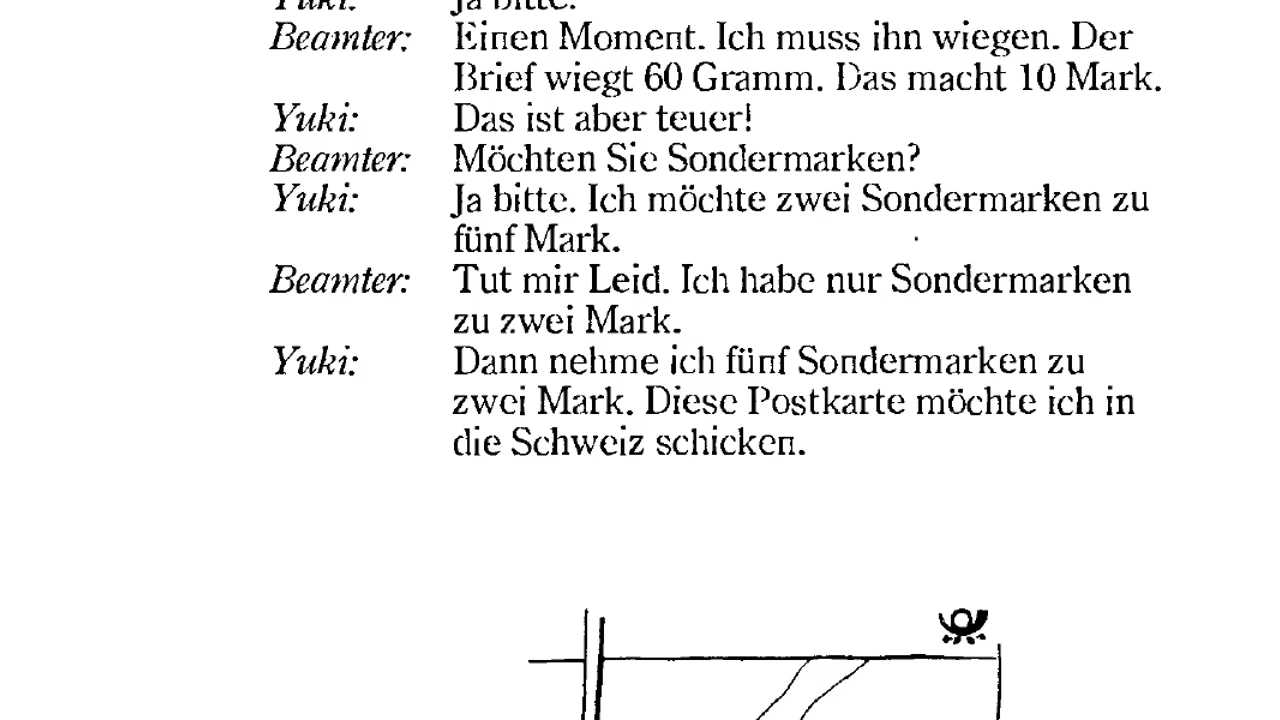 Yuki: Ja bitte.
Beamter: Einen Moment. Ich muss ihn wiegen. Der
Brief wiegt 60 Gramm. Das macht 10 Mark.
Yuki: Das ist aber teuer!
Beamter: Möchten Sie Sondermarken?
Yuki: Ja bitte. Ich möchte zwei Sondermarken zu
fünf Mark.
Beamter: Tut mir Leid. Ich habe nur Sondermarken
zu zwei Mark.
Yuki: Dann nehme ich fünf Sondermarken zu
zwei Mark. Diese Postkarte möchte ich in
die Schweiz schicken.